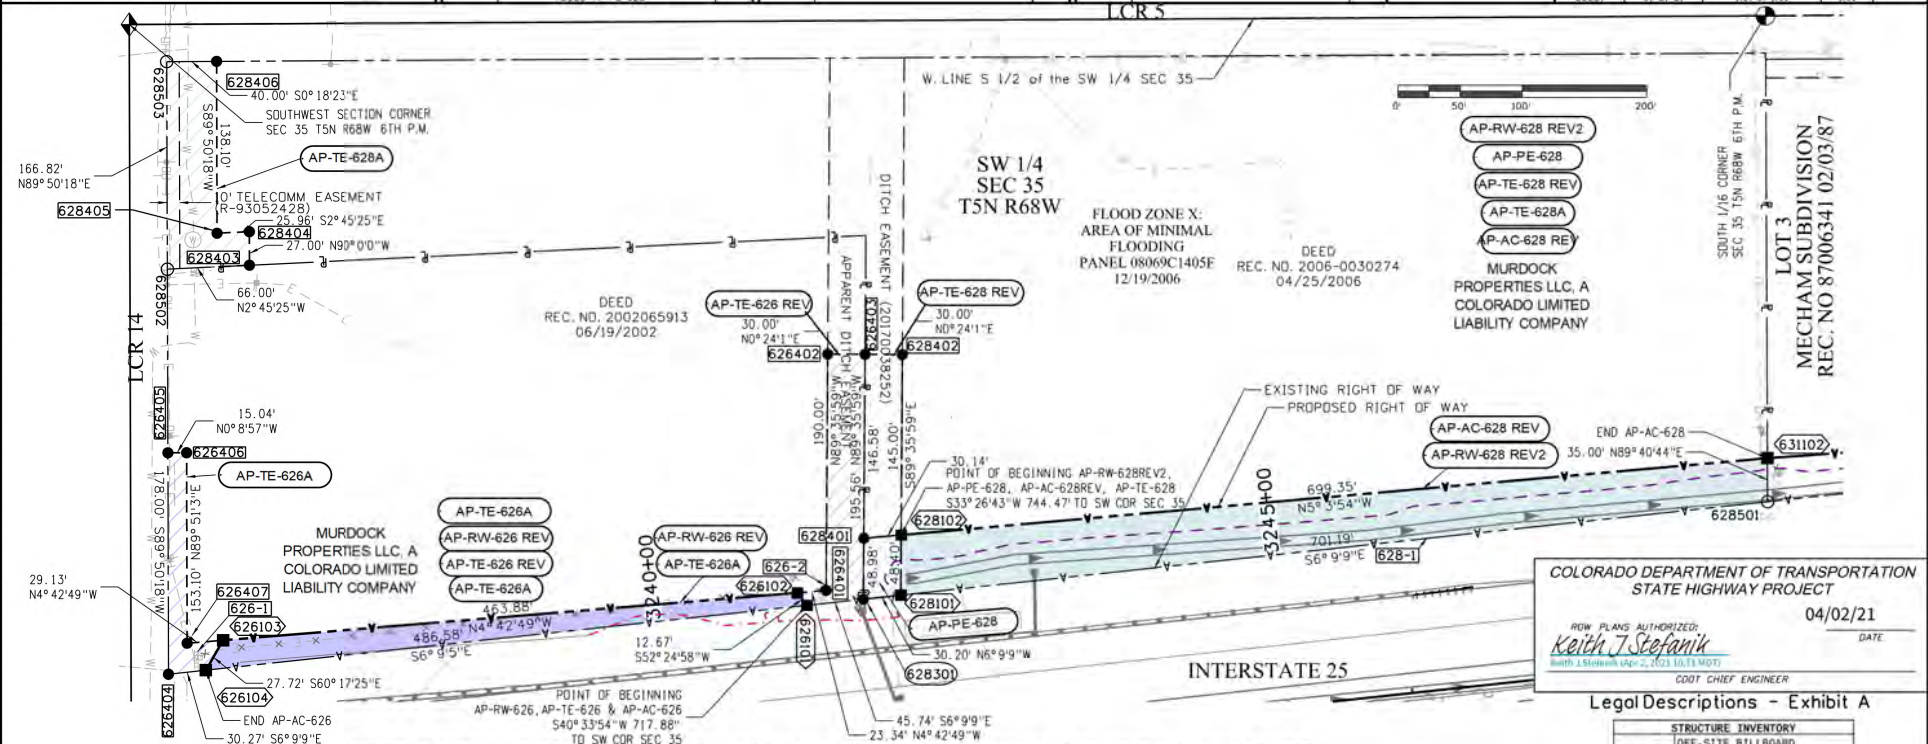 LCR 5
W. LINE S 1/2 of the SW 1/4 SEC 35
628503
628406
40.00' S0°18'23"E
SOUTHWEST SECTION CORNER
SEC 35 T5N R68W 6TH P.M.
S89°50'18"W
138.10'
AP-TE-628A
166.82'
N89°50'18"E
0' TELECOMM EASEMENT
(R-93052428)
628405
25.96' S2°45'25"E
628404
27.00' N90°0'0"W
628403
66.00'
N2°45'25"W
628502
LCR 14
0'
50'
100'
200'
SW 1/4
SEC 35
T5N R68W
FLOOD ZONE X:
AREA OF MINIMAL
FLOODING
PANEL 08069C1405F
12/19/2006
DEED
REC. NO. 2006-0030274
04/25/2006
AP-RW-628 REV2
AP-PE-628
AP-TE-628 REV
AP-TE-628A
AP-AC-628 REV
MURDOCK
PROPERTIES LLC, A
COLORADO LIMITED
LIABILITY COMPANY
SOUTH 1/16 CORNER
SEC 35 T5N R68W 6TH P.M.
LOT 3
MECHAM SUBDIVISION
REC. NO 87006341 02/03/87
DEED
REC. NO. 2002065913
06/19/2002
DITCH EASEMENT (20170038252)
APPARENT DITCH EASEMENT
AP-TE-626 REV
30.00'
N0°24'1"E
626402
626403
AP-TE-628 REV
30.00'
N0°24'1"E
628402
190.00'
N89°35'59"W
195.56'
N89°35'59"W
146.58'
145.00'
S89°35'59"E
EXISTING RIGHT OF WAY
PROPOSED RIGHT OF WAY
AP-AC-628 REV
AP-RW-628 REV2
END AP-AC-628
35.00' N89°40'44"E
631102
628501
626405
15.04'
N0°8'57"W
626406
AP-TE-626A
178.00' S89°50'18"W
153.10' N89°51'3"E
MURDOCK
PROPERTIES LLC, A
COLORADO LIMITED
LIABILITY COMPANY
AP-TE-626A
AP-RW-626 REV
AP-TE-626 REV
AP-TE-626A
AP-RW-626 REV
AP-TE-626A
3240+00
463.88'
N4°42'49"W
486.58'
S6°9'5"E
30.14'
POINT OF BEGINNING AP-RW-628REV2,
AP-PE-628, AP-AC-628REV, AP-TE-628
S33°26'43"W 744.47' TO SW COR SEC 35
628102
3245+00
699.35'
N5°3'54"W
701.19'
S6°9'9"E
628-1
628401
626401
626-2
626102
48.98'
628101
AP-PE-628
30.20' N6°9'9"W
628301
626101
12.67'
S52°24'58"W
45.74' S6°9'9"E
23.34' N4°42'49"W
POINT OF BEGINNING
AP-RW-626, AP-TE-626 & AP-AC-626
S40°33'54"W 717.88'
TO SW COR SEC 35
29.13'
N4°42'49"W
626407
626-1
626103
27.72' S60°17'25"E
626104
END AP-AC-626
30.27' S6°9'9"E
626404
INTERSTATE 25
COLORADO DEPARTMENT OF TRANSPORTATION
STATE HIGHWAY PROJECT
04/02/21
ROW PLANS AUTHORIZED:
DATE
Keith J Stefanik
CDOT CHIEF ENGINEER
Legal Descriptions - Exhibit A
STRUCTURE INVENTORY
OFF-SITE BILLBOARD